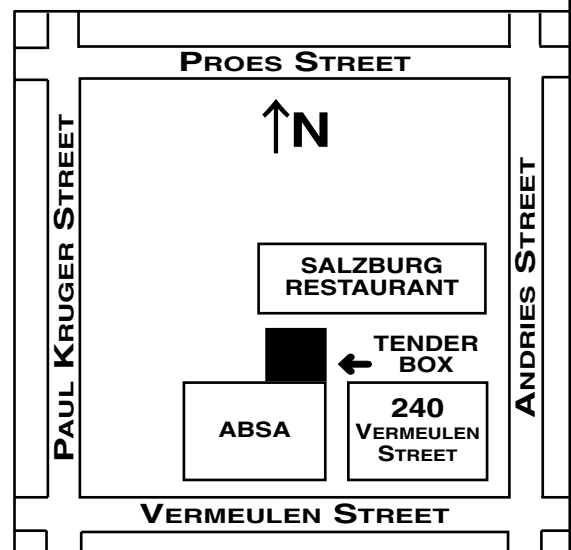 PROES STREET
N
PAUL KRUGER STREET
ANDRIES STREET
SALZBURG
RESTAURANT
TENDER
BOX
ABSA
240
VERMEULEN
STREET
VERMEULEN STREET